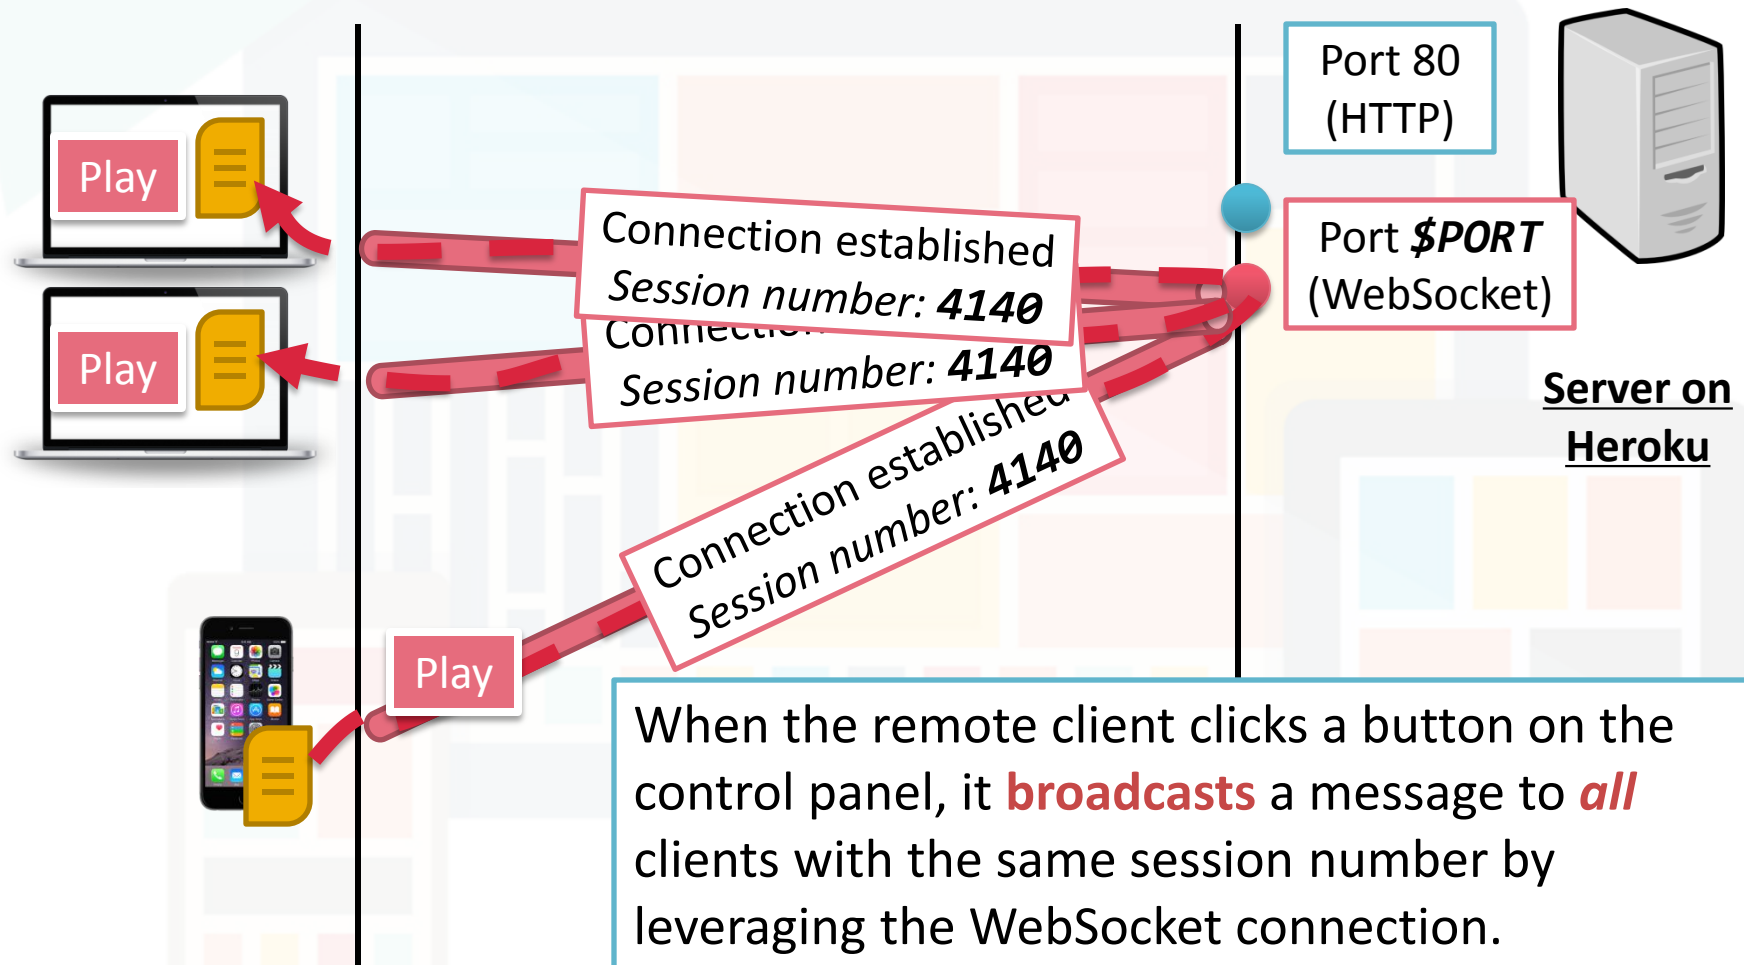 Port 80
(HTTP)
Play
Connection established
Session number: 4140
Port $PORT
(WebSocket)
Play
Connection
Session number: 4140
Server on
Heroku
Connection established
Session number: 4140
Play
When the remote client clicks a button on the
control panel, it broadcasts a message to all
clients with the same session number by
leveraging the WebSocket connection.